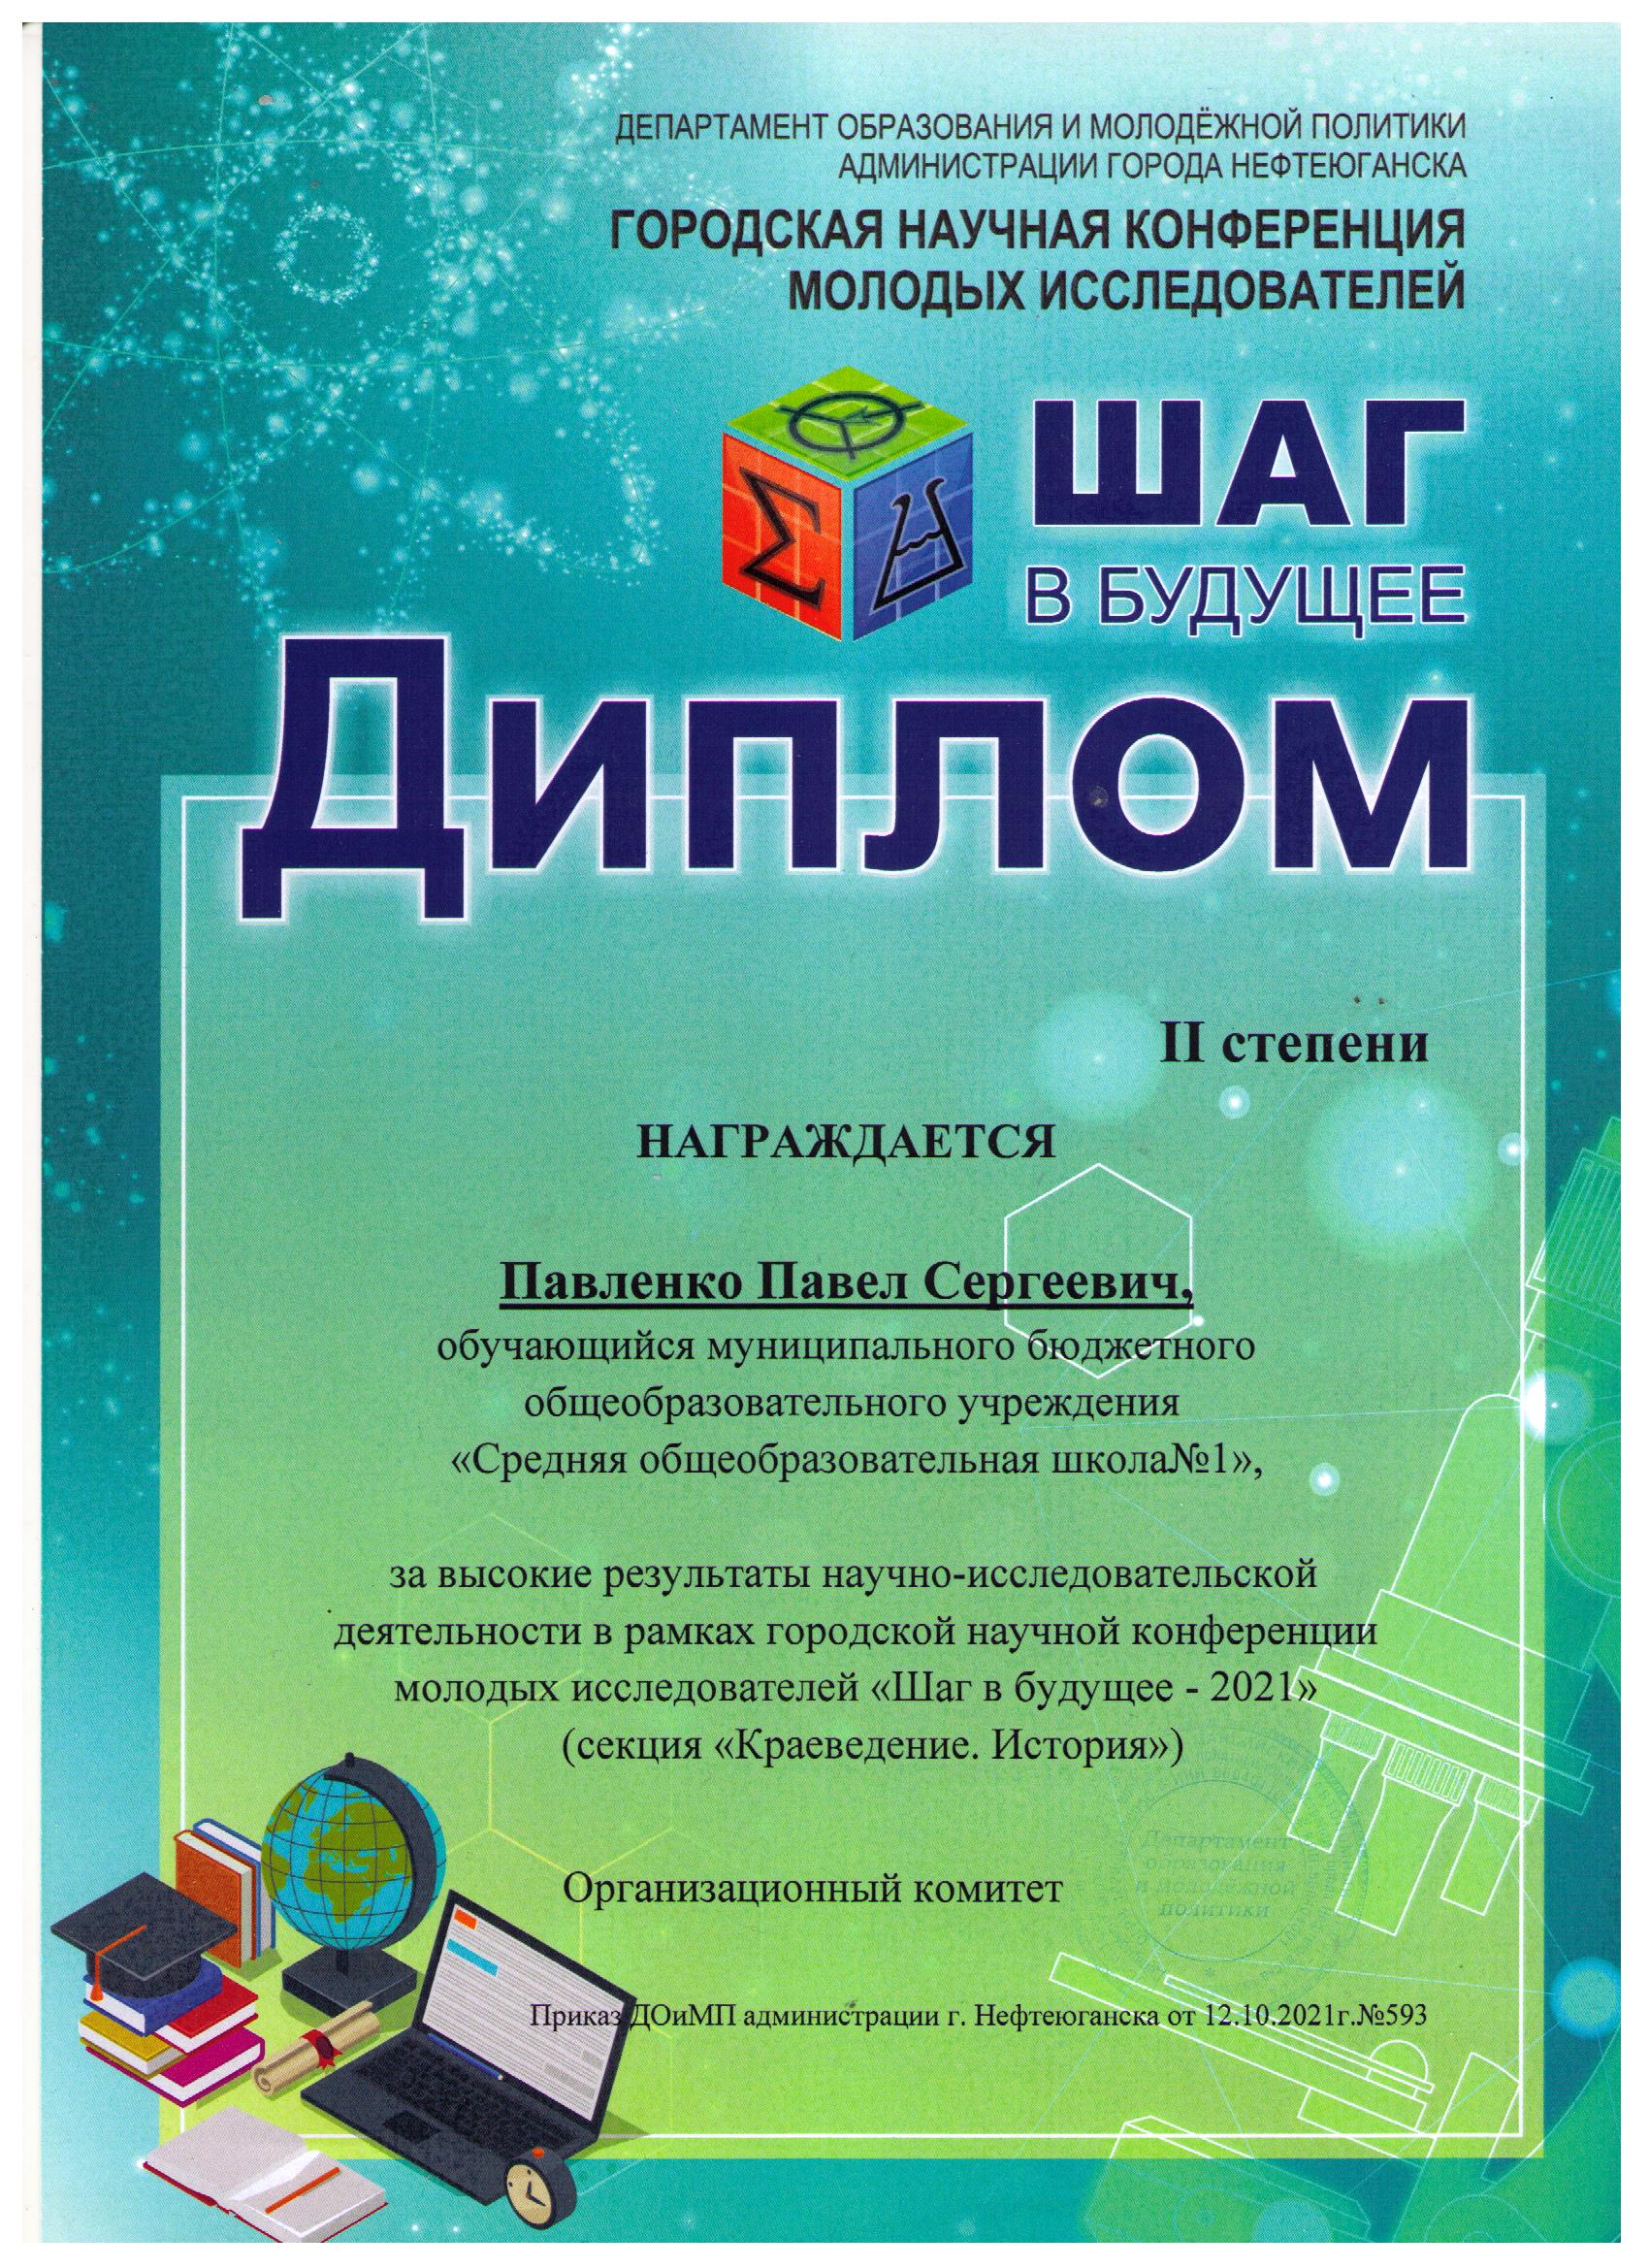 ДЕПАРТАМЕНТ ОБРАЗОВАНИЯ И МОЛОДЁЖНОЙ ПОЛИТИКИ
АДМИНИСТРАЦИИ ГОРОДА НЕФТЕЮГАНСКА
ГОРОДСКАЯ НАУЧНАЯ КОНФЕРЕНЦИЯ
МОЛОДЫХ ИССЛЕДОВАТЕЛЕЙ
ШАГ
В БУДУЩЕЕ
Σ
ДИПЛОМ
II степени
НАГРАЖДАЕТСЯ
Павленко Павел Сергеевич,
обучающийся муниципального бюджетного
общеобразовательного учреждения
«Средняя общеобразовательная школа№1»,
за высокие результаты научно-исследовательской
деятельности в рамках городской научной конференции
молодых исследователей «Шаг в будущее - 2021»
(секция «Краеведение. История»)
Департамент
образования
и молодёжной
политики
Организационный комитет
Приказ ДОиМП администрации г. Нефтеюганска от 12.10.2021г.№593